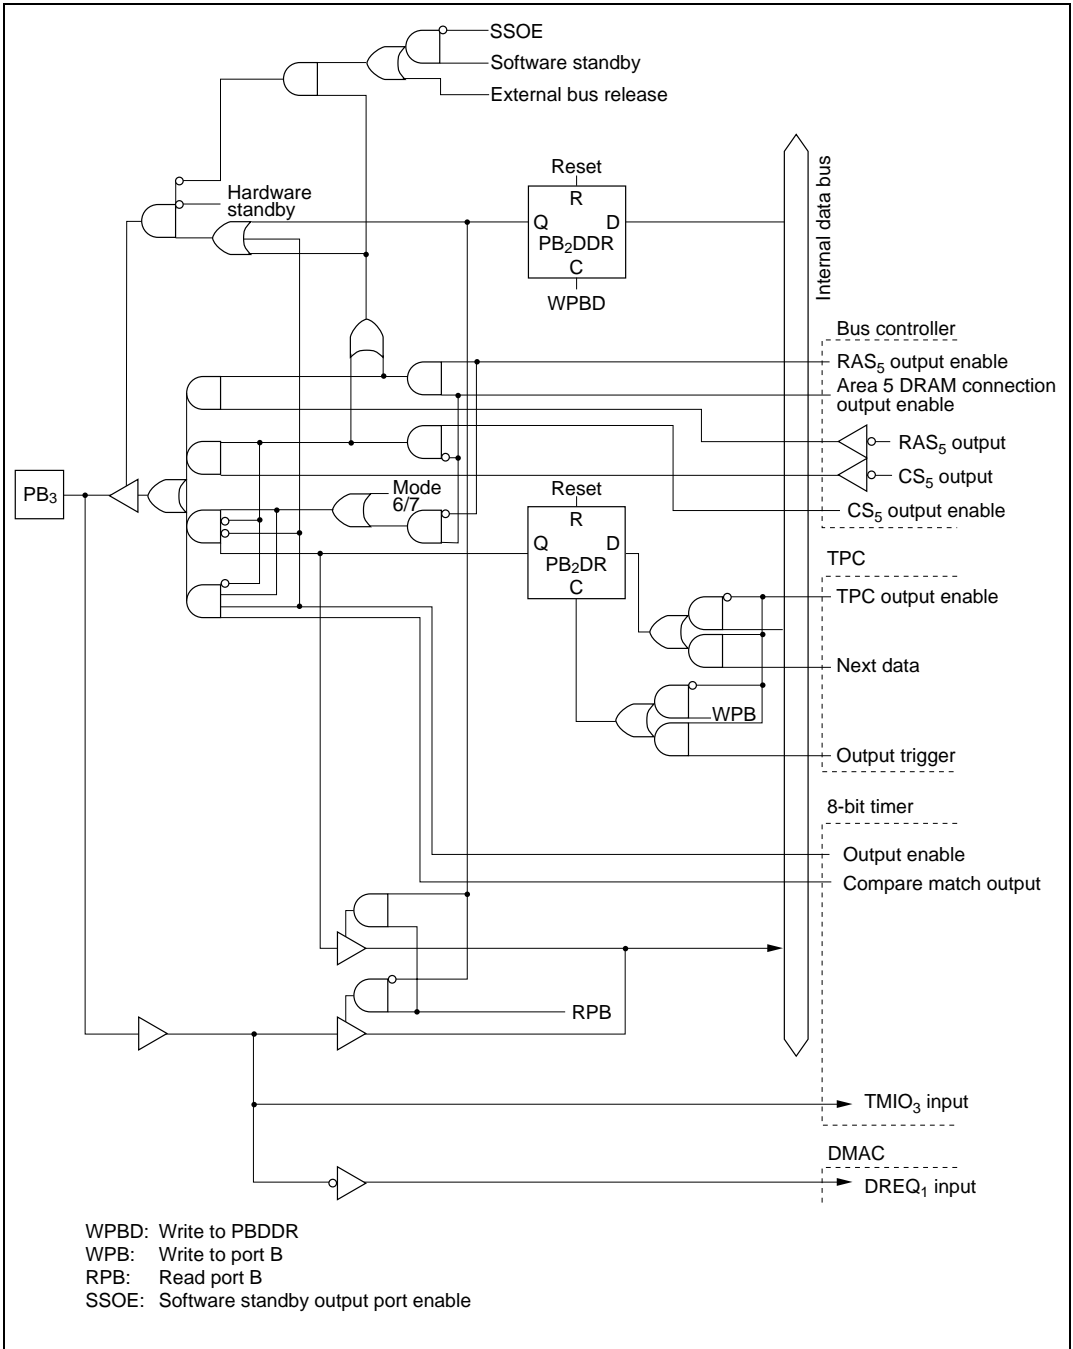 SSOE
Software standby
External bus release
Hardware
standby
Reset
R
Q D
PB₂DDR
C
WPBD
Internal data bus
Bus controller
RAS₅ output enable
Area 5 DRAM connection
output enable
RAS₅ output
CS₅ output
CS₅ output enable
PB₃
Mode
6/7
Reset
R
Q D
PB₂DR
C
TPC
TPC output enable
Next data
WPB
Output trigger
8-bit timer
Output enable
Compare match output
RPB
TMIO₃ input
DMAC
DREQ₁ input
WPBD: Write to PBDDR
WPB: Write to port B
RPB: Read port B
SSOE: Software standby output port enable